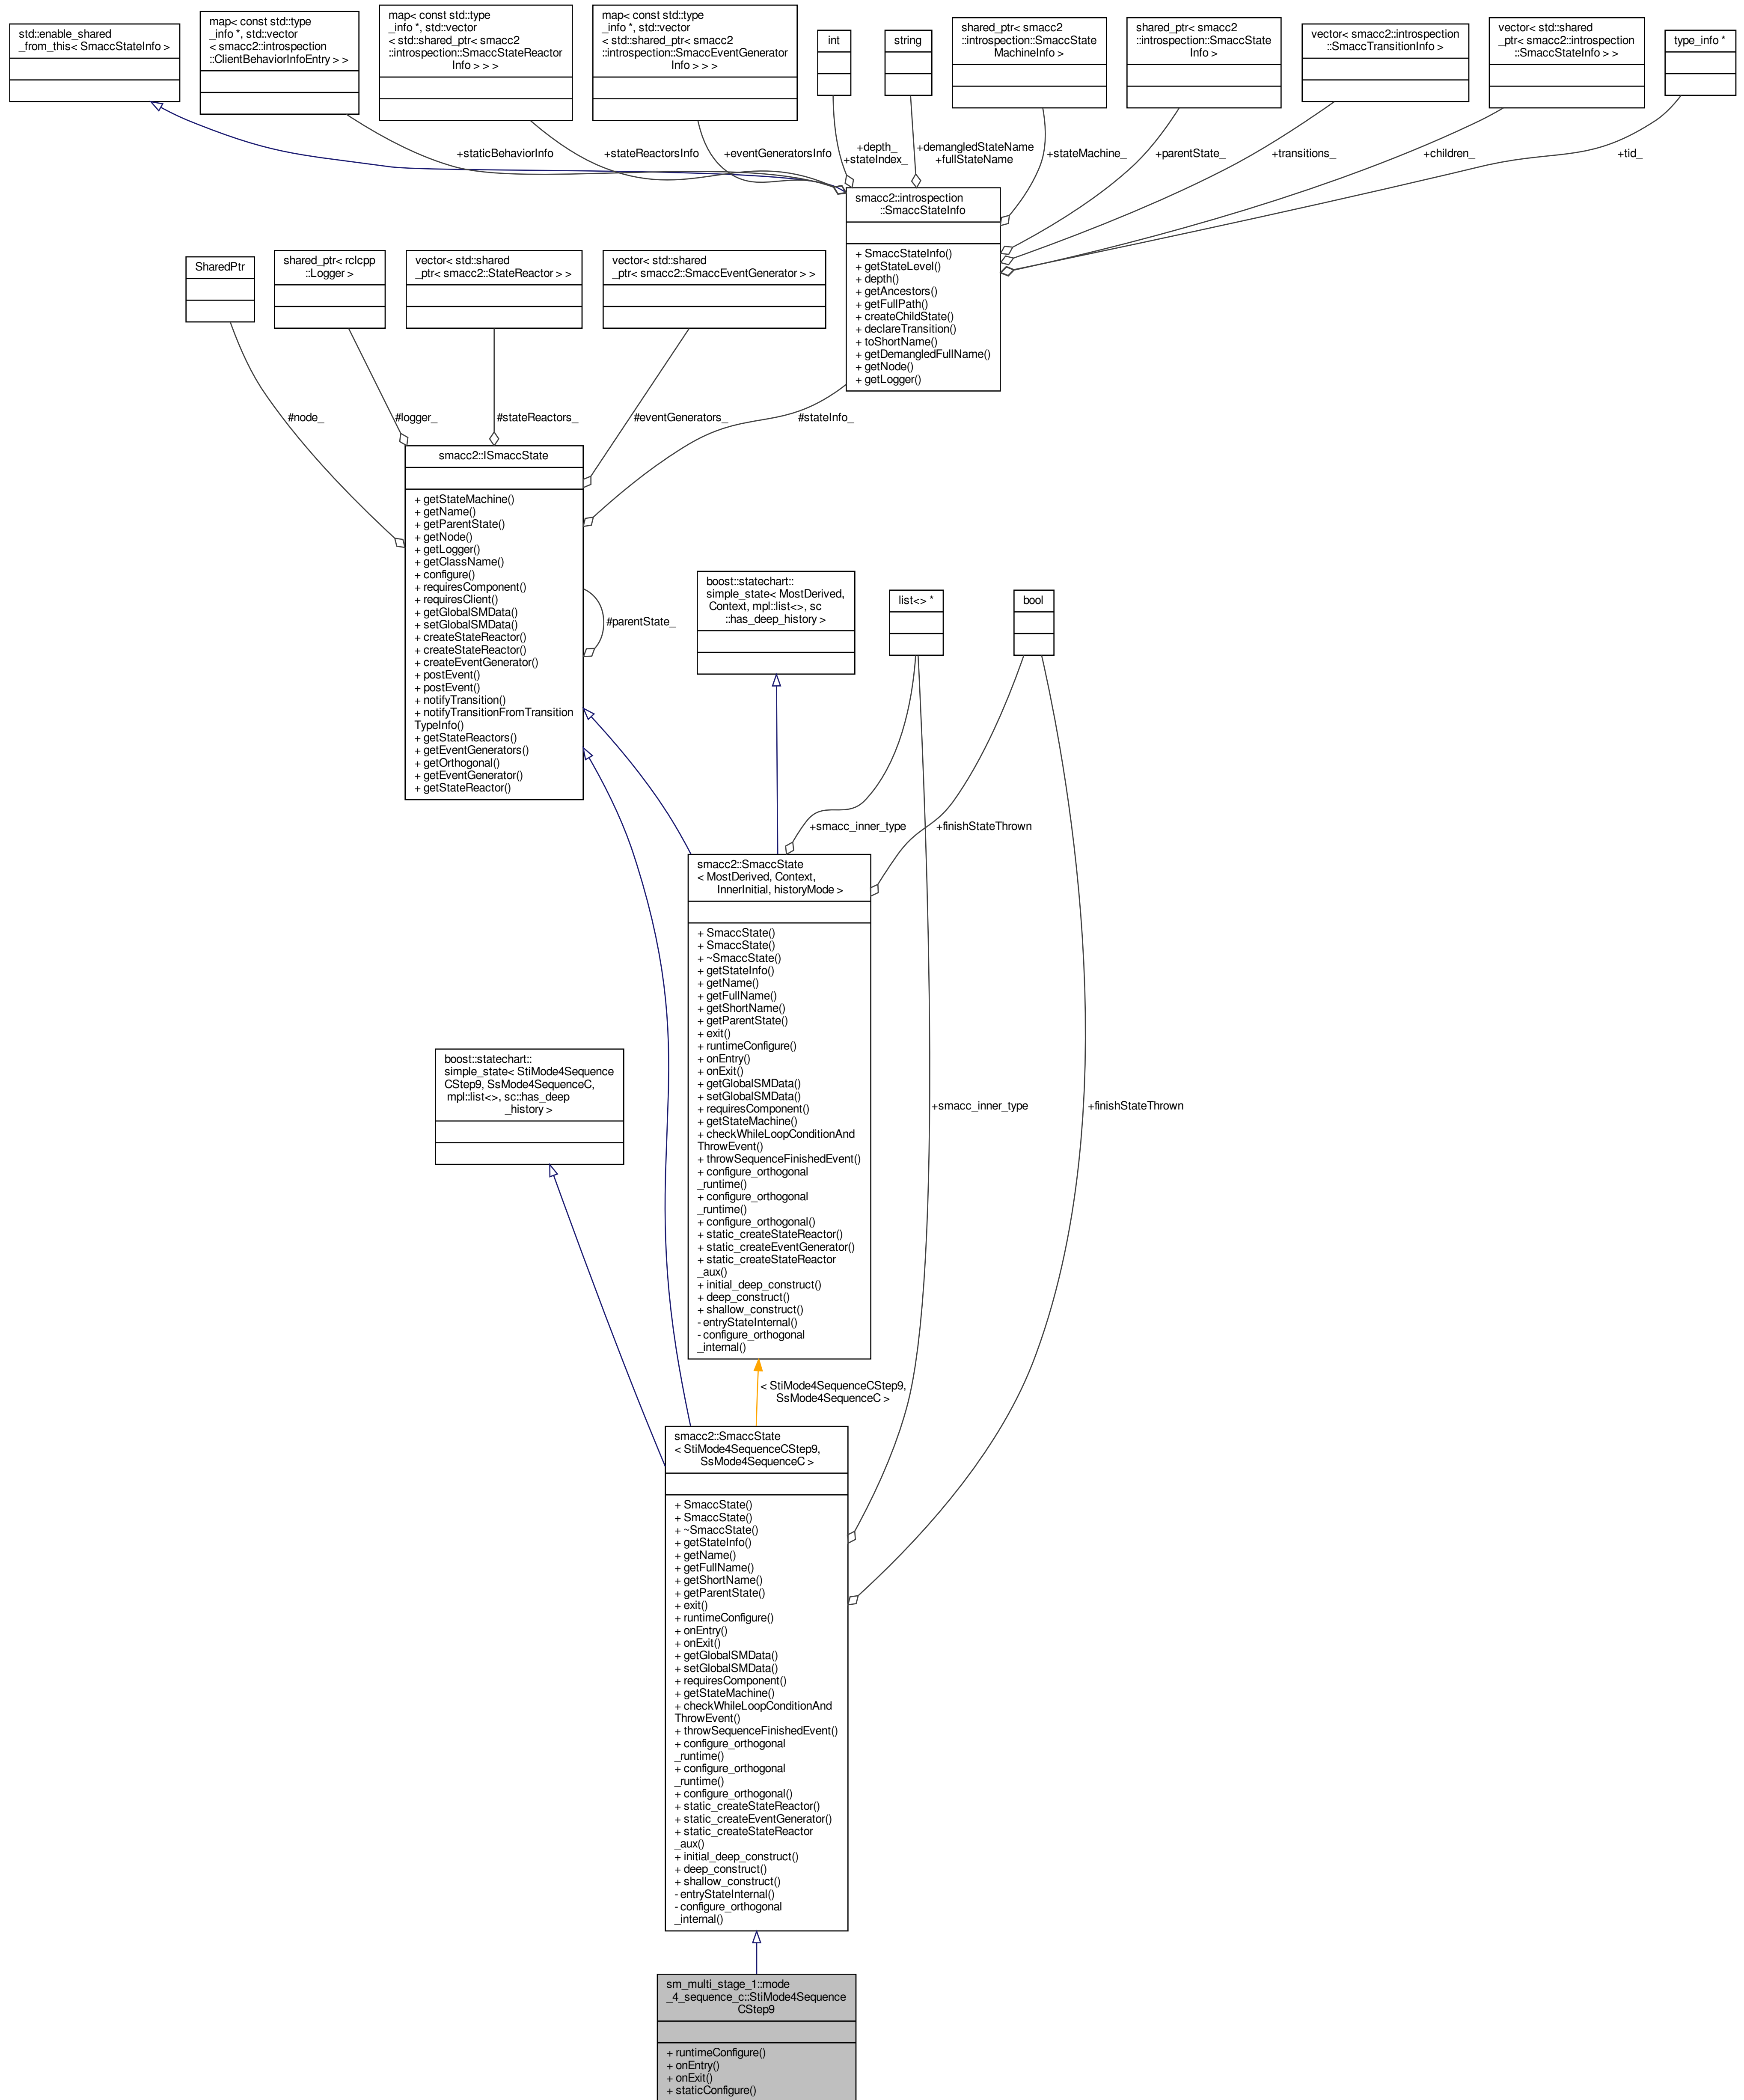 std::enable_shared
_from_this< SmaccStateInfo >
map< const std::type
_info *, std::vector
< smacc2::introspection
::ClientBehaviorInfoEntry > >
map< const std::type
_info *, std::vector
< std::shared_ptr< smacc2
::introspection::SmaccStateReactor
Info > > >
map< const std::type
_info *, std::vector
< std::shared_ptr< smacc2
::introspection::SmaccEventGenerator
Info > > >
int
string
shared_ptr< smacc2
::introspection::SmaccState
MachineInfo >
shared_ptr< smacc2
::introspection::SmaccState
Info >
vector< smacc2::introspection
::SmaccTransitionInfo >
vector< std::shared
_ptr< smacc2::introspection
::SmaccStateInfo > >
type_info *
+staticBehaviorInfo
+stateReactorsInfo
+eventGeneratorsInfo
+depth_
+stateIndex_
+demangledStateName
+fullStateName
+stateMachine_
+parentState_
+transitions_
+children_
+tid_
smacc2::introspection
::SmaccStateInfo
+ SmaccStateInfo()
+ getStateLevel()
+ depth()
+ getAncestors()
+ getFullPath()
+ createChildState()
+ declareTransition()
+ toShortName()
+ getDemangledFullName()
+ getNode()
+ getLogger()
SharedPtr
shared_ptr< rclcpp
::Logger >
vector< std::shared
_ptr< smacc2::StateReactor > >
vector< std::shared
_ptr< smacc2::SmaccEventGenerator > >
#node_
#logger_
#stateReactors_
#eventGenerators_
#stateInfo_
smacc2::ISmaccState
+ getStateMachine()
+ getName()
+ getParentState()
+ getNode()
+ getLogger()
+ getClassName()
+ configure()
+ requiresComponent()
+ requiresClient()
+ getGlobalSMData()
+ setGlobalSMData()
+ createStateReactor()
+ createStateReactor()
+ createEventGenerator()
+ postEvent()
+ postEvent()
+ notifyTransition()
+ notifyTransitionFromTransition
TypeInfo()
+ getStateReactors()
+ getEventGenerators()
+ getOrthogonal()
+ getEventGenerator()
+ getStateReactor()
#parentState_
boost::statechart::
simple_state< MostDerived,
Context, mpl::list<>, sc
::has_deep_history >
list<> *
bool
+smacc_inner_type
+finishStateThrown
smacc2::SmaccState
< MostDerived, Context,
InnerInitial, historyMode >
+ SmaccState()
+ SmaccState()
+ ~SmaccState()
+ getStateInfo()
+ getName()
+ getFullName()
+ getShortName()
+ getParentState()
+ exit()
+ runtimeConfigure()
+ onEntry()
+ onExit()
+ getGlobalSMData()
+ setGlobalSMData()
+ requiresComponent()
+ getStateMachine()
+ checkWhileLoopConditionAnd
ThrowEvent()
+ throwSequenceFinishedEvent()
+ configure_orthogonal
_runtime()
+ configure_orthogonal
_runtime()
+ configure_orthogonal()
+ static_createStateReactor()
+ static_createEventGenerator()
+ static_createStateReactor
_aux()
+ initial_deep_construct()
+ deep_construct()
+ shallow_construct()
- entryStateInternal()
- configure_orthogonal
_internal()
boost::statechart::
simple_state< StiMode4Sequence
CStep9, SsMode4SequenceC,
mpl::list<>, sc::has_deep
_history >
+smacc_inner_type
+finishStateThrown
< StiMode4SequenceCStep9,
SsMode4SequenceC >
smacc2::SmaccState
< StiMode4SequenceCStep9,
SsMode4SequenceC >
+ SmaccState()
+ SmaccState()
+ ~SmaccState()
+ getStateInfo()
+ getName()
+ getFullName()
+ getShortName()
+ getParentState()
+ exit()
+ runtimeConfigure()
+ onEntry()
+ onExit()
+ getGlobalSMData()
+ setGlobalSMData()
+ requiresComponent()
+ getStateMachine()
+ checkWhileLoopConditionAnd
ThrowEvent()
+ throwSequenceFinishedEvent()
+ configure_orthogonal
_runtime()
+ configure_orthogonal
_runtime()
+ configure_orthogonal()
+ static_createStateReactor()
+ static_createEventGenerator()
+ static_createStateReactor
_aux()
+ initial_deep_construct()
+ deep_construct()
+ shallow_construct()
- entryStateInternal()
- configure_orthogonal
_internal()
sm_multi_stage_1::mode
_4_sequence_c::StiMode4Sequence
CStep9
+ runtimeConfigure()
+ onEntry()
+ onExit()
+ staticConfigure()